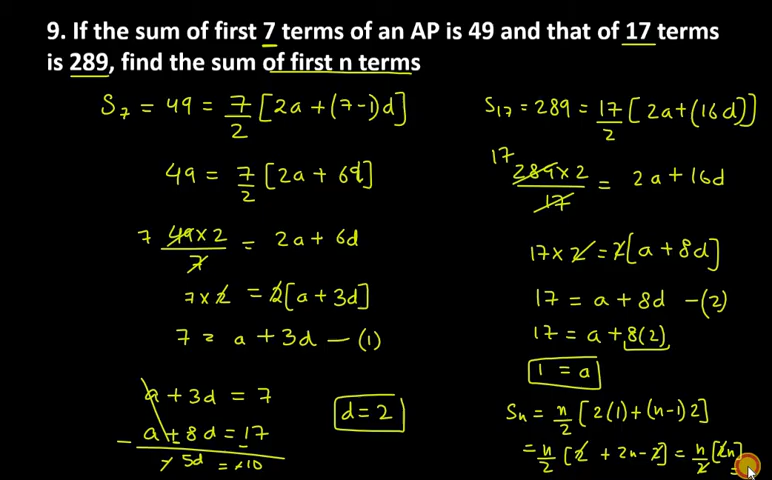 9. If the sum of first 7 terms of an AP is 49 and that of 17 terms
is 289, find the sum of first n terms
S₇ = 49 = 7/2 [2a + (7-1)d]
49 = 7/2 [2a + 6d]
7 49×2/7 = 2a + 6d
7×2 = 2[a + 3d]
7 = a + 3d — (1)
a + 3d = 7
- a ± 8d = 17
- 5d = -10
d = 2
S₁₇ = 289 = 17/2 [2a + (16d)]
17 289×2/17 = 2a + 16d
17×2 = 2[a + 8d]
17 = a + 8d — (2)
17 = a + 8(2)
1 = a
Sₙ = n/2 [2(1) + (n-1)2]
= n/2 [2 + 2n - 2] = n/2 [2n]